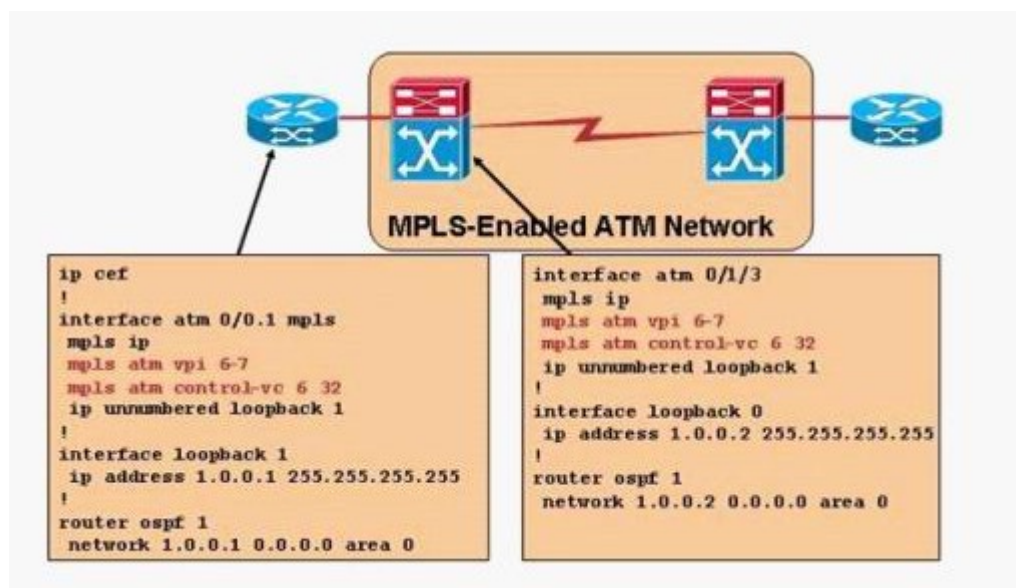 MPLS-Enabled ATM Network
ip cef
!
interface atm 0/0.1 mpls
mpls ip
mpls atm vpi 6-7
mpls atm control-vc 6 32
ip unnumbered loopback 1
!
interface loopback 1
ip address 1.0.0.1 255.255.255.255
!
router ospf 1
network 1.0.0.1 0.0.0.0 area 0
interface atm 0/1/3
mpls ip
mpls atm vpi 6-7
mpls atm control-vc 6 32
ip unnumbered loopback 1
!
interface loopback 0
ip address 1.0.0.2 255.255.255.255
!
router ospf 1
network 1.0.0.2 0.0.0.0 area 0